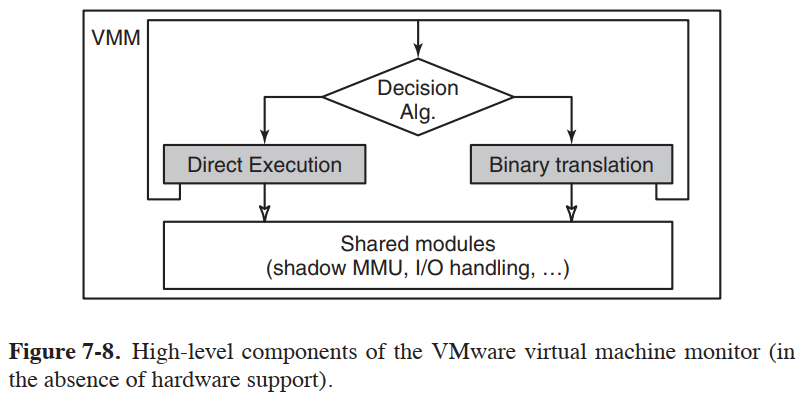 VMM
Decision
Alg.
Direct Execution
Binary translation
Shared modules
(shadow MMU, I/O handling, …)
Figure 7-8. High-level components of the VMware virtual machine monitor (in
the absence of hardware support).